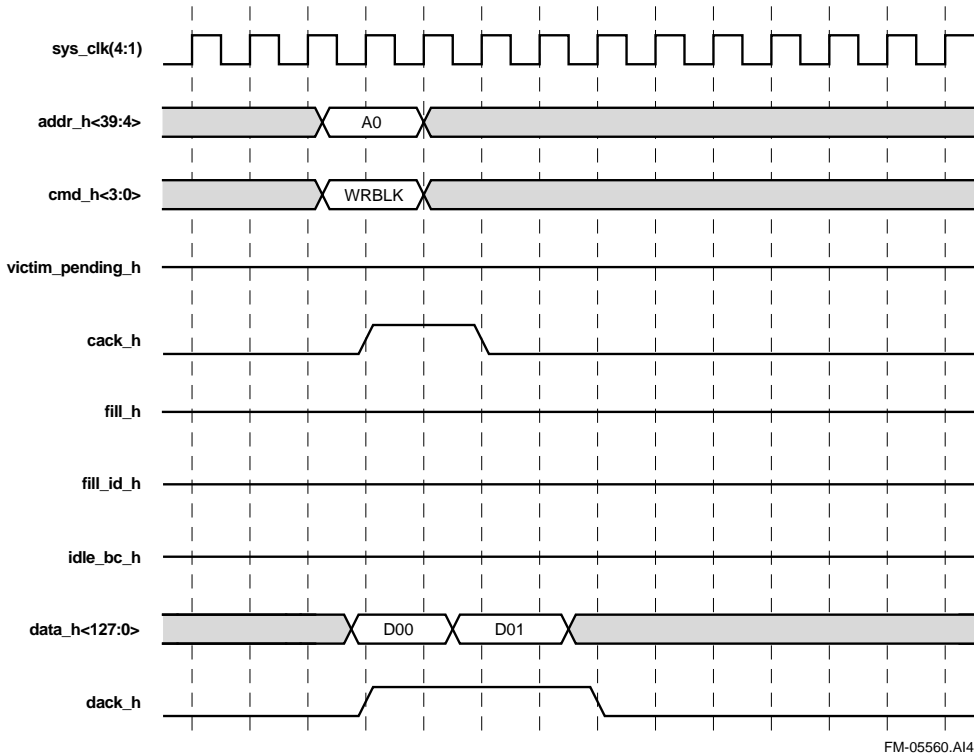 sys_clk(4:1)
addr_h<39:4>
A0
cmd_h<3:0>
WRBLK
victim_pending_h
cack_h
fill_h
fill_id_h
idle_bc_h
data_h<127:0>
D00
D01
dack_h
FM-05560.AI4